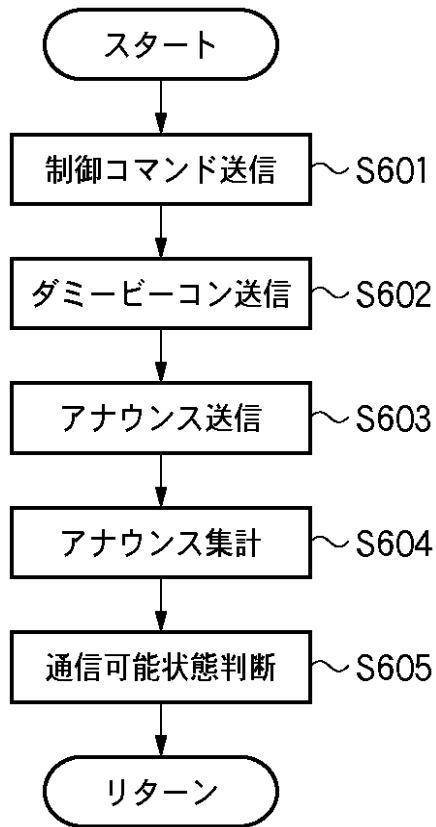 スタート
制御コマンド送信 S601
ダミービーコン送信 S602
アナウンス送信 S603
アナウンス集計 S604
通信可能状態判断 S605
リターン